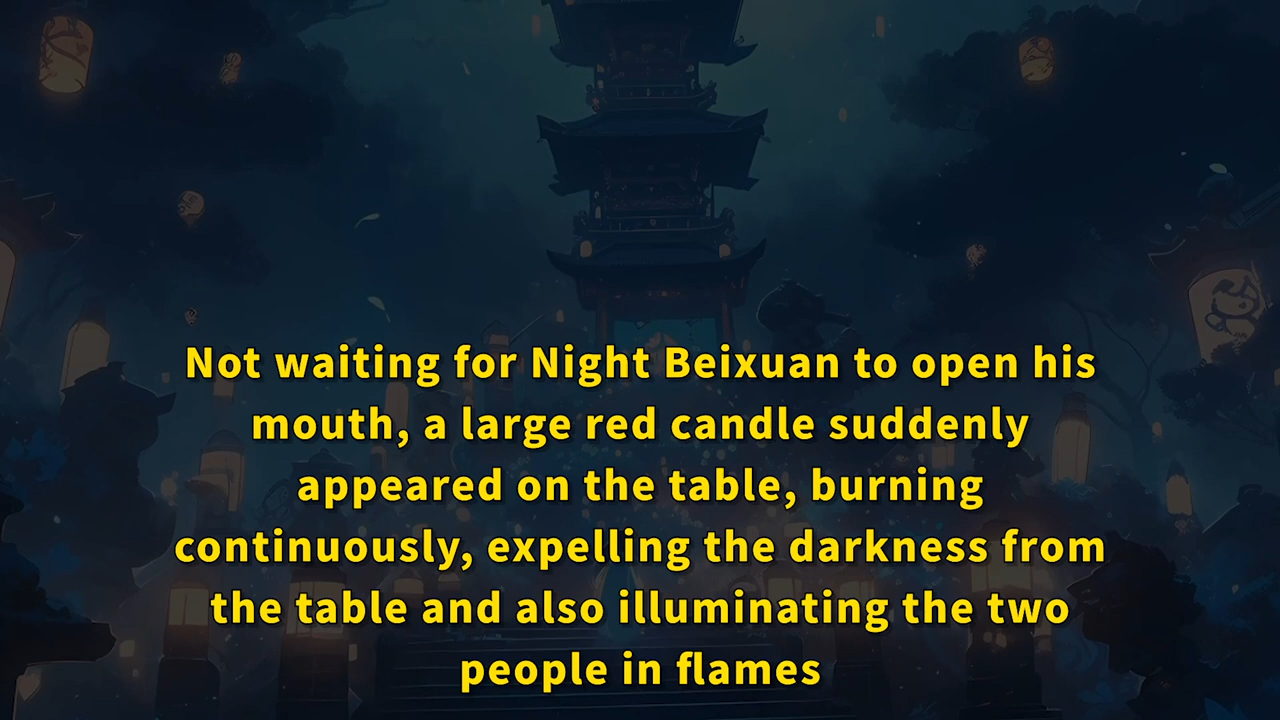 Not waiting for Night Beixuan to open his
mouth, a large red candle suddenly
appeared on the table, burning
continuously, expelling the darkness from
the table and also illuminating the two
people in flames